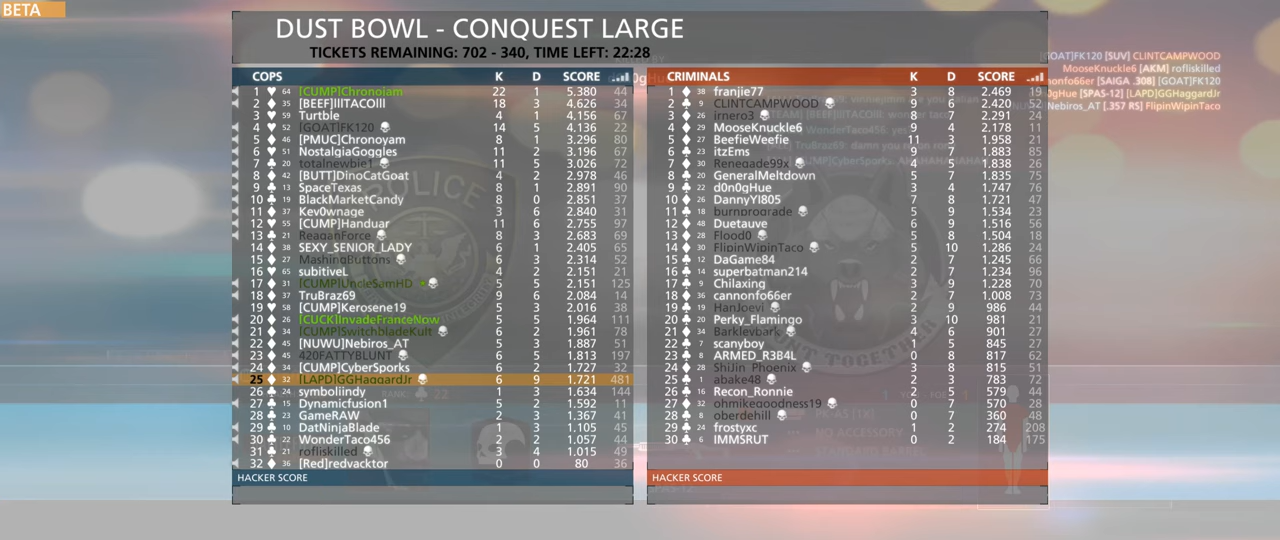 BETA
DUST BOWL - CONQUEST LARGE
TICKETS REMAINING: 702 - 340, TIME LEFT: 22:28
[GOAT]FK120 [SUV] CLINTCAMPWOOD
MooseKnuckle6 [AKM] rofliskilled
nonfo66er [SAIGA .308] [GOAT]FK120
gHue [SPAS-12] [LAPD]GGHaggardJr
Nebiros_AT [.357 RS] FlipinWipinTaco
COPS K D SCORE
1 64 [CUMP]Chronoiam 22 1 5.380 44
2 35 [BEEF]IIITACOIII 18 3 4.626 34
3 59 Turtble 4 1 4.156 67
4 52 [GOAT]FK120 14 5 4.136 22
5 46 [PMUC]Chronoyam 8 1 3.296 80
6 51 NostalgiaGoggles 11 6 3.196 67
7 20 totalnewbie1 11 5 3.026 72
8 42 [BUTT]DinoCatGoat 4 2 2.978 46
9 13 SpaceTexas 8 1 2.891 90
10 19 BlackMarketCandy 8 0 2.851 37
11 37 Kev0wnage 3 6 2.840 31
12 55 [CUMP]Handuar 11 6 2.755 97
13 21 ReaganForce 8 3 2.683 69
14 38 SEXY_SENIOR_LADY 6 1 2.405 65
15 27 MashingButtons 6 3 2.314 52
16 65 subitiveL 4 2 2.151 21
17 31 [CUMP]UncleSamHD 5 5 2.151 125
18 37 TruBraz69 9 6 2.084 14
19 58 [CUMP]Kerosene19 5 3 2.016 38
20 26 [CUCK]InvadeFranceNow 5 3 1.964 111
21 34 [CUMP]SwitchbladeKult 6 2 1.961 78
22 45 [NUWU]Nebiros_AT 5 3 1.887 51
23 45 420FATTYBLUNT 6 5 1.813 197
24 34 [CUMP]CyberSporks 6 2 1.727 32
25 32 [LAPD]GGHaggardJr 6 9 1.721 481
26 24 symboliindy 1 3 1.634 144
27 15 Dynamicfusion1 5 2 1.592 11
28 23 GameRAW 2 3 1.367 41
29 10 DatNinjaBlade 1 3 1.105 45
30 22 WonderTaco456 2 2 1.057 44
31 21 rofliskilled 3 4 1.015 49
32 36 [Red]redvacktor 0 0 80 36
HACKER SCORE
CRIMINALS K D SCORE
1 38 franjie77 3 8 2.469 19
2 9 CLINTCAMPWOOD 9 6 2.420 52
3 26 irnero3 8 7 2.291 24
4 29 MooseKnuckle6 9 4 2.178 11
5 27 BeefieWeefie 11 3 1.958 21
6 23 itzEms 7 9 1.883 85
7 30 Renegade99x 4 5 1.838 26
8 20 GeneralMeltdown 5 7 1.835 75
9 22 d0n0gHue 3 4 1.747 76
10 26 DannyYI805 7 8 1.721 47
11 18 burnprograde 5 9 1.534 23
12 48 Duetauve 6 9 1.516 56
13 28 Flood0 5 8 1.504 18
14 30 FlipinWipinTaco 5 10 1.286 24
15 12 DaGame84 2 7 1.245 66
16 14 superbatman214 2 7 1.234 96
17 9 Chilaxing 3 9 1.228 70
18 36 cannonfo66er 2 7 1.008 73
19 19 HanJoevi 2 9 986 44
20 20 Perky_Flamingo 3 10 981 21
21 34 Barklevbark 4 6 901 27
22 7 scanyboy 1 5 845 27
23 8 ARMED_R3B4L 0 8 817 62
24 28 ShiJin_Phoenix 3 8 815 51
25 1 abake48 2 3 783 72
26 16 Recon_Ronnie 2 5 579 44
27 32 ohmikegoodness19 0 7 570 28
28 8 oberdehill 0 7 360 48
29 24 frostyxc 1 2 274 208
30 6 IMMSRUT 0 2 184 175
HACKER SCORE